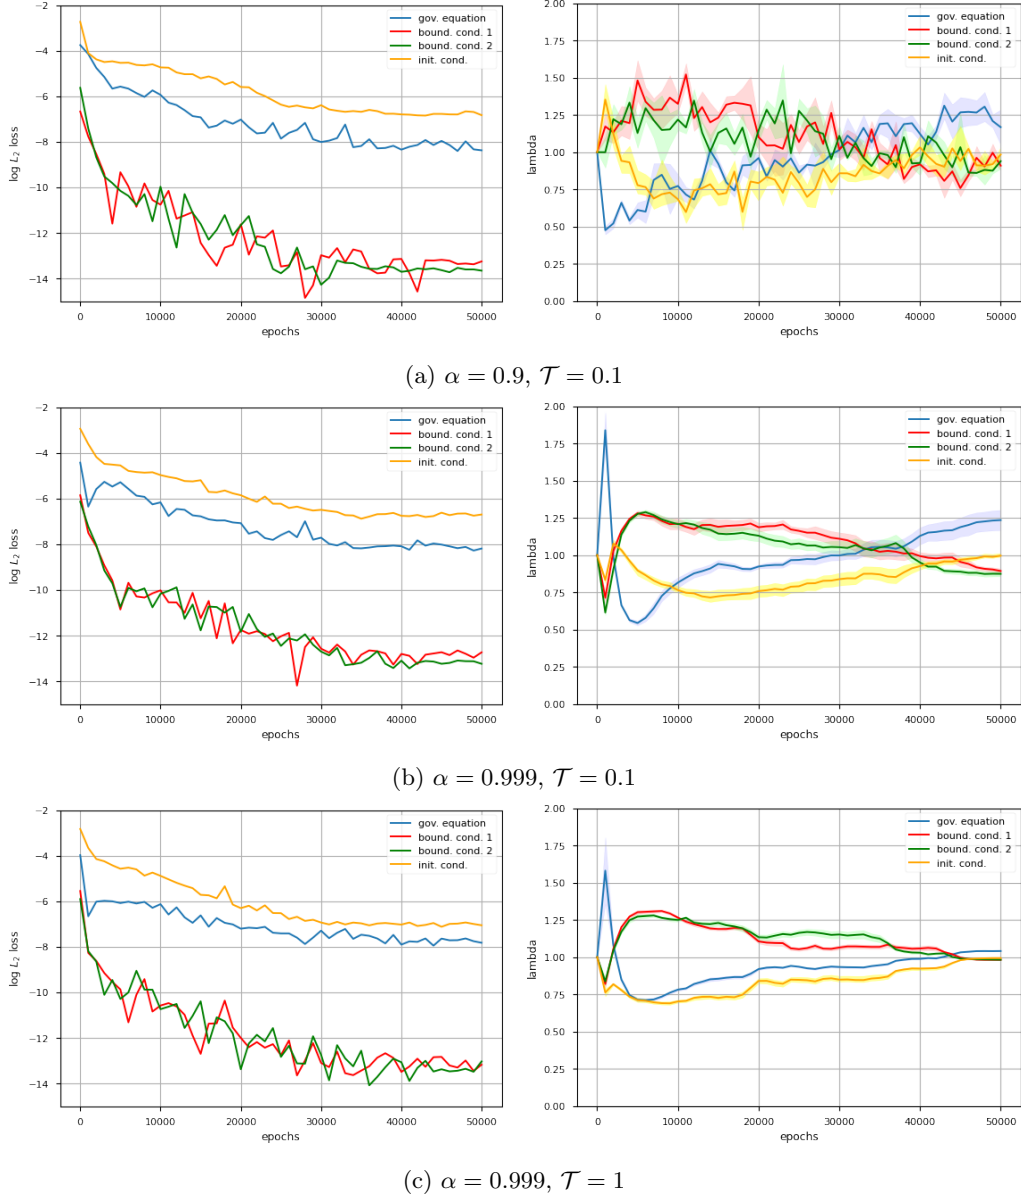 −2
−4
−6
−8
−10
−12
−14
log L₂ loss
0 10000 20000 30000 40000 50000
epochs
gov. equation
bound. cond. 1
bound. cond. 2
init. cond.
2.00
1.75
1.50
1.25
1.00
0.75
0.50
0.25
0.00
lambda
0 10000 20000 30000 40000 50000
epochs
gov. equation
bound. cond. 1
bound. cond. 2
init. cond.
(a) α = 0.9, 𝒯 = 0.1
−2
−4
−6
−8
−10
−12
−14
log L₂ loss
0 10000 20000 30000 40000 50000
epochs
gov. equation
bound. cond. 1
bound. cond. 2
init. cond.
2.00
1.75
1.50
1.25
1.00
0.75
0.50
0.25
0.00
lambda
0 10000 20000 30000 40000 50000
epochs
gov. equation
bound. cond. 1
bound. cond. 2
init. cond.
(b) α = 0.999, 𝒯 = 0.1
−2
−4
−6
−8
−10
−12
−14
log L₂ loss
0 10000 20000 30000 40000 50000
epochs
gov. equation
bound. cond. 1
bound. cond. 2
init. cond.
2.00
1.75
1.50
1.25
1.00
0.75
0.50
0.25
0.00
lambda
0 10000 20000 30000 40000 50000
epochs
gov. equation
bound. cond. 1
bound. cond. 2
init. cond.
(c) α = 0.999, 𝒯 = 1